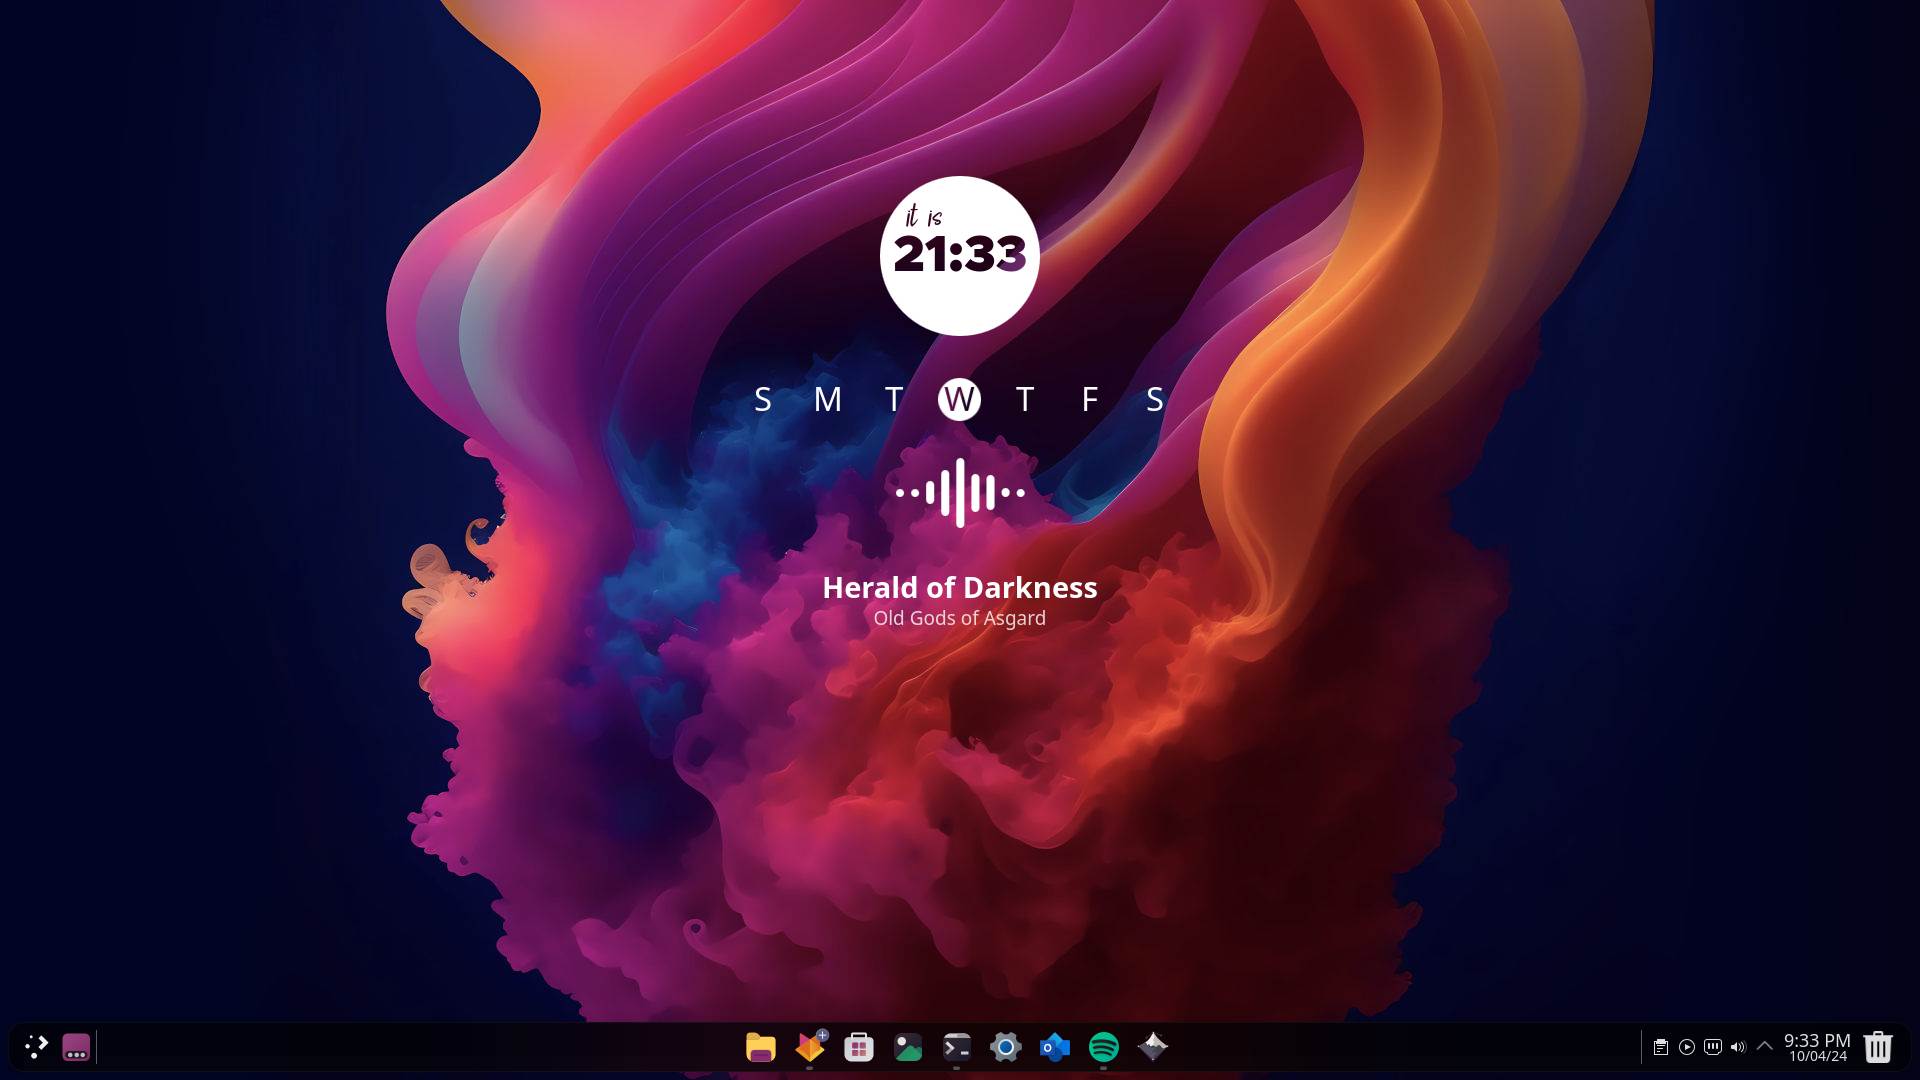 it is
21:33
S M T W T F S
Herald of Darkness
Old Gods of Asgard
9:33 PM
10/04/24